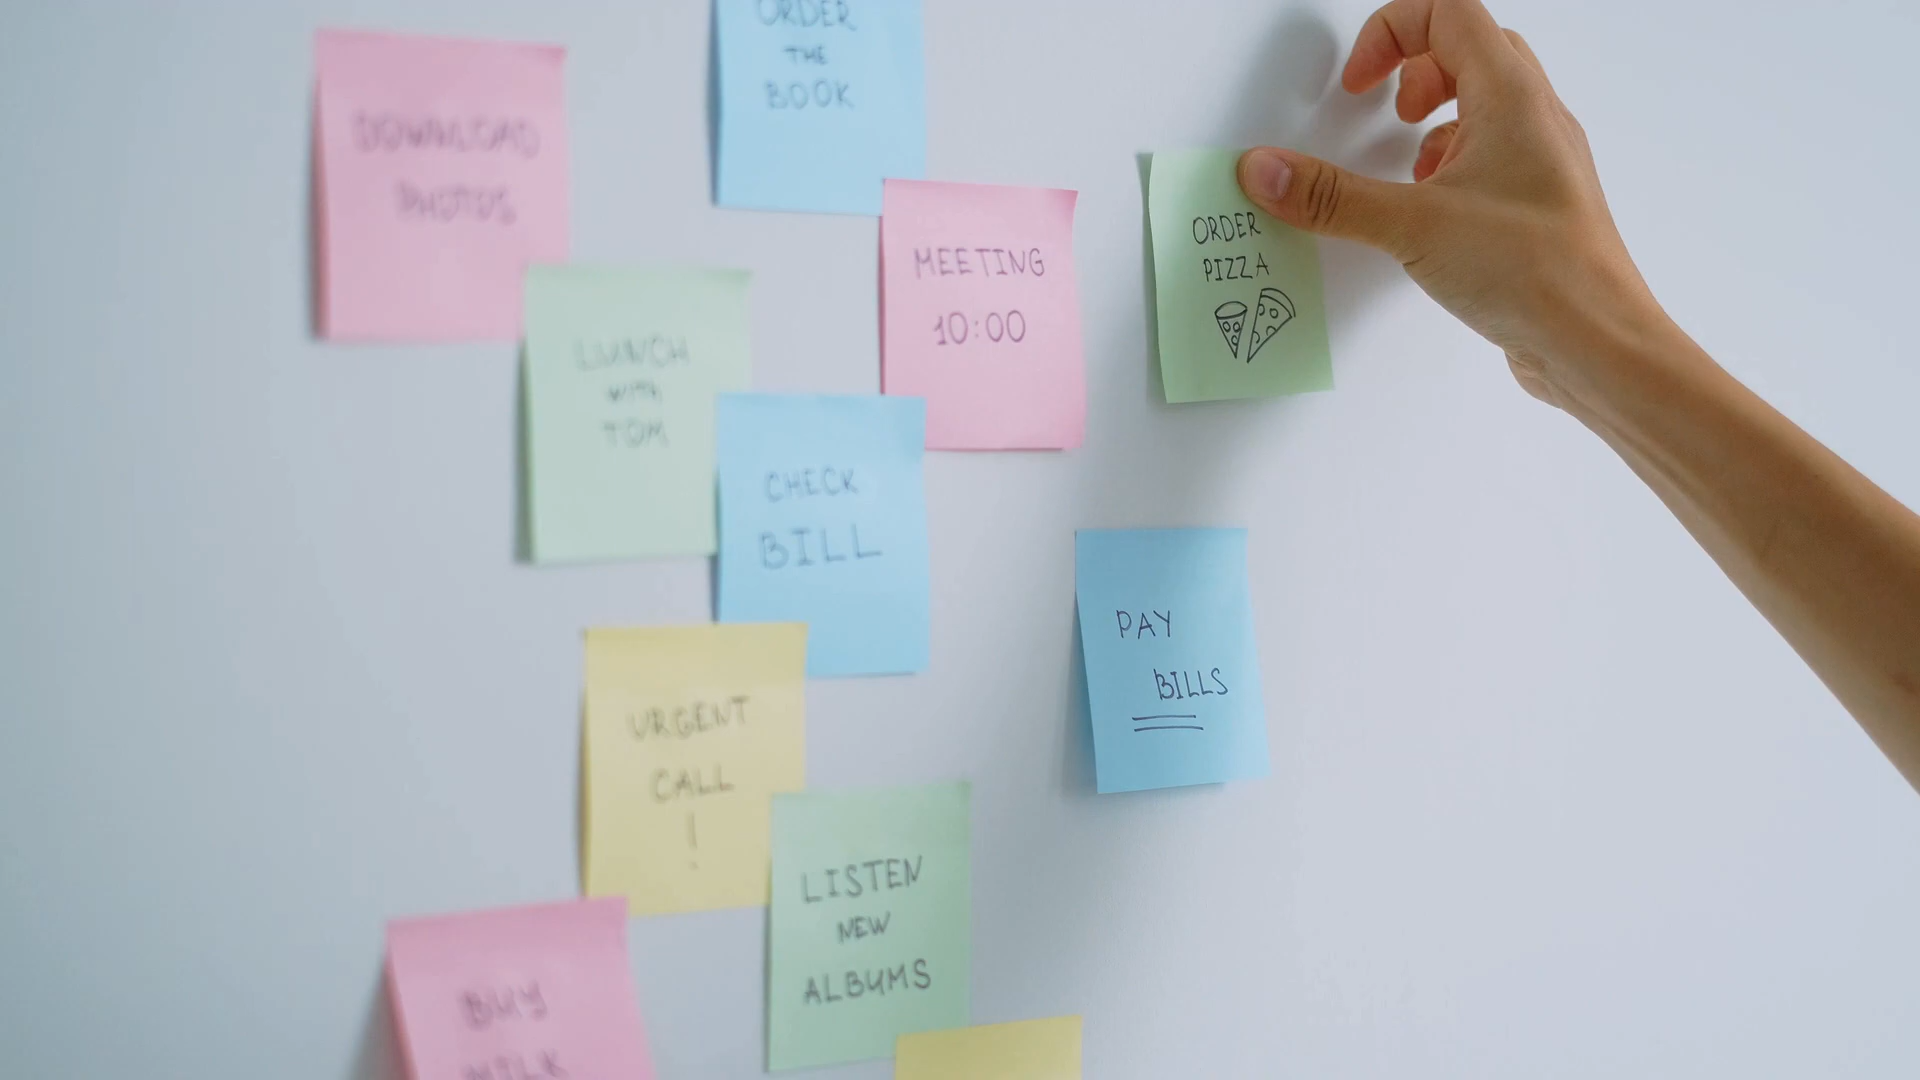 DOWNLOAD
PHOTOS
ORDER
THE
BOOK
MEETING
10:00
ORDER
PIZZA
LUNCH
WITH
TOM
CHECK
BILL
PAY
BILLS
URGENT
CALL
!
LISTEN
NEW
ALBUMS
BUY
MILK